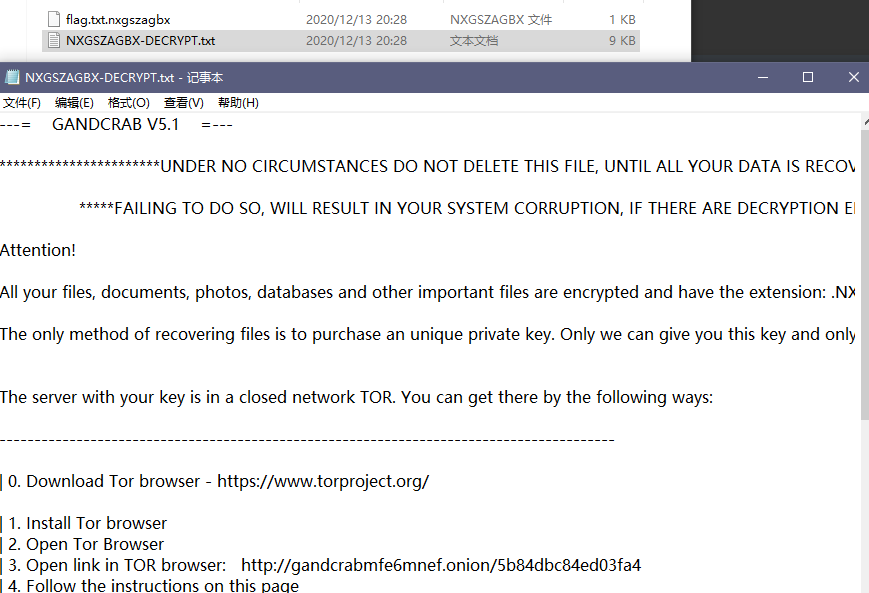 flag.txt.nxgszagbx 2020/12/13 20:28 NXGSZAGBX 文件 1 KB
NXGSZAGBX-DECRYPT.txt 2020/12/13 20:28 文本文档 9 KB
NXGSZAGBX-DECRYPT.txt - 记事本
文件(F) 编辑(E) 格式(O) 查看(V) 帮助(H)
---= GANDCRAB V5.1 =---
***********************UNDER NO CIRCUMSTANCES DO NOT DELETE THIS FILE, UNTIL ALL YOUR DATA IS RECOV
*****FAILING TO DO SO, WILL RESULT IN YOUR SYSTEM CORRUPTION, IF THERE ARE DECRYPTION E
Attention!
All your files, documents, photos, databases and other important files are encrypted and have the extension: .NX
The only method of recovering files is to purchase an unique private key. Only we can give you this key and only
The server with your key is in a closed network TOR. You can get there by the following ways:
----------------------------------------------------------------------------------------
| 0. Download Tor browser - https://www.torproject.org/
| 1. Install Tor browser
| 2. Open Tor Browser
| 3. Open link in TOR browser: http://gandcrabmfe6mnef.onion/5b84dbc84ed03fa4
| 4. Follow the instructions on this page